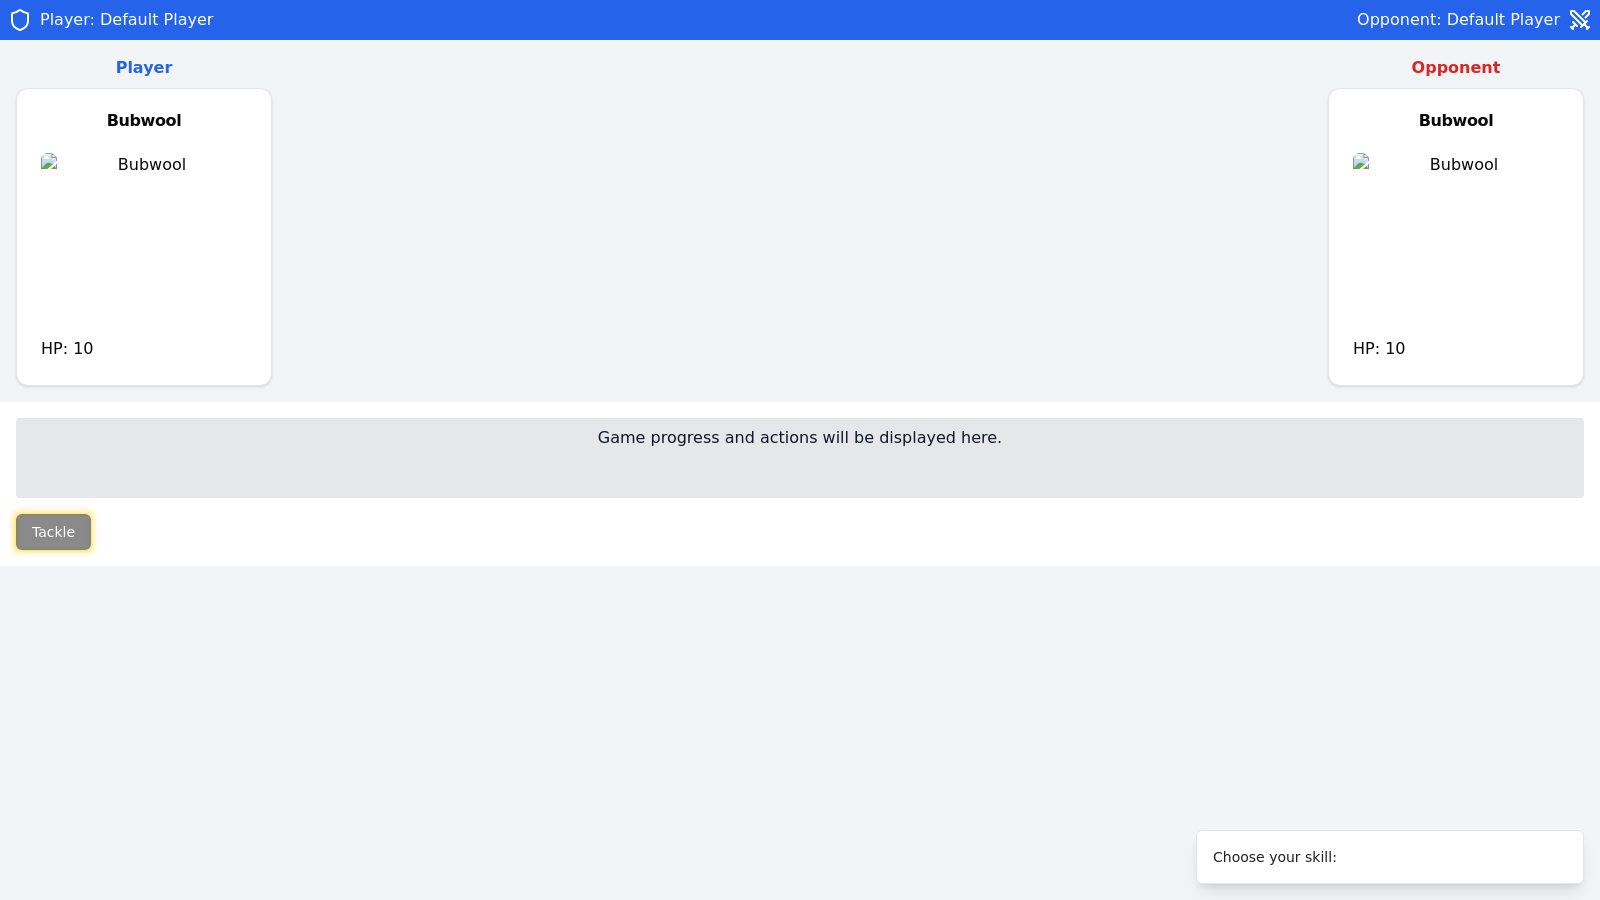 Player: Default Player
Opponent: Default Player
Player
Bubwool
Bubwool
HP: 10
Opponent
Bubwool
Bubwool
HP: 10
Game progress and actions will be displayed here.
Tackle
Choose your skill: